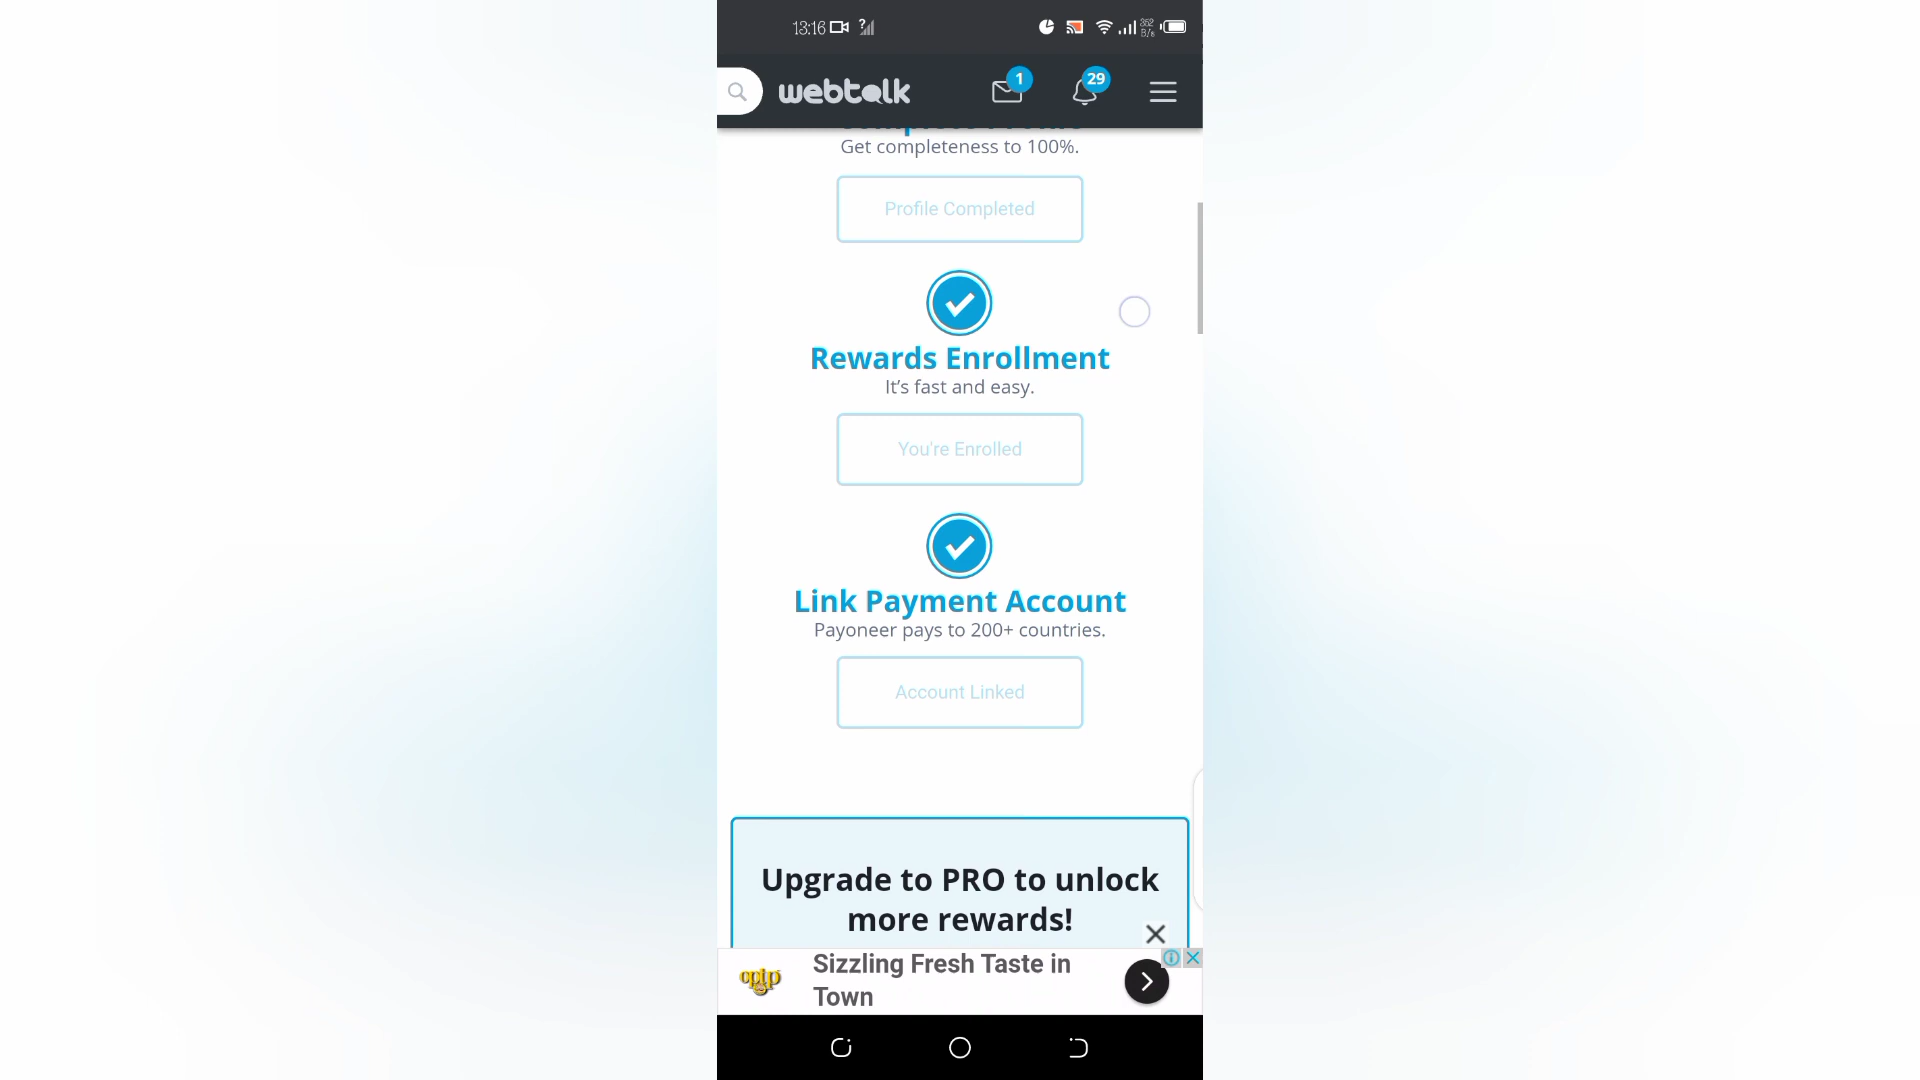 13:16
?
352
B/s
webtalk
1
29
Get completeness to 100%.
Profile Completed
Rewards Enrollment
It's fast and easy.
You're Enrolled
Link Payment Account
Payoneer pays to 200+ countries.
Account Linked
Upgrade to PRO to unlock
more rewards!
Sizzling Fresh Taste in
Town